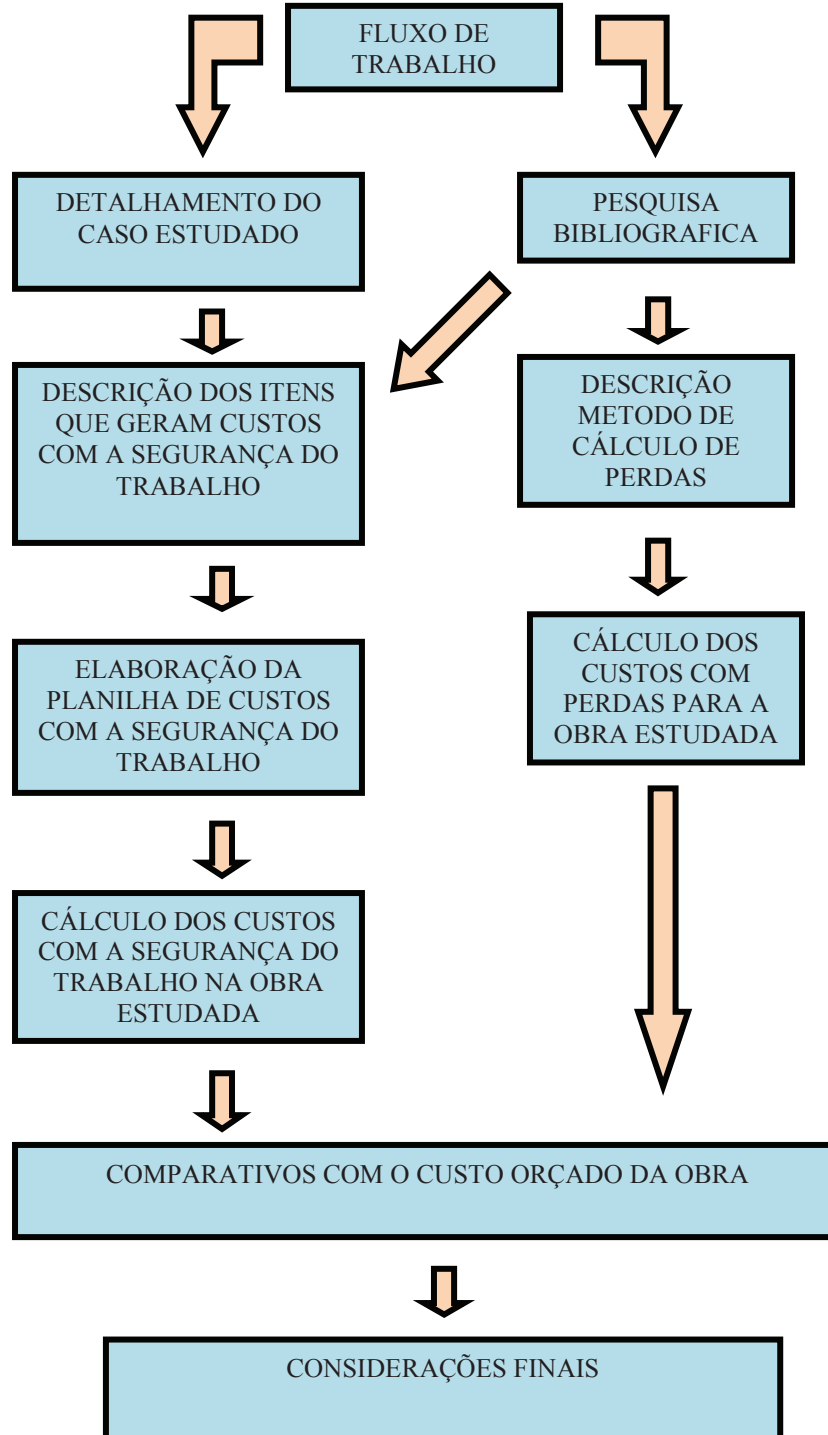 FLUXO DE
TRABALHO
DETALHAMENTO DO
CASO ESTUDADO
PESQUISA
BIBLIOGRAFICA
DESCRIÇÃO DOS ITENS
QUE GERAM CUSTOS
COM A SEGURANÇA DO
TRABALHO
DESCRIÇÃO
METODO DE
CÁLCULO DE
PERDAS
ELABORAÇÃO DA
PLANILHA DE CUSTOS
COM A SEGURANÇA DO
TRABALHO
CÁLCULO DOS
CUSTOS COM
PERDAS PARA A
OBRA ESTUDADA
CÁLCULO DOS CUSTOS
COM A SEGURANÇA DO
TRABALHO NA OBRA
ESTUDADA
COMPARATIVOS COM O CUSTO ORÇADO DA OBRA
CONSIDERAÇÕES FINAIS